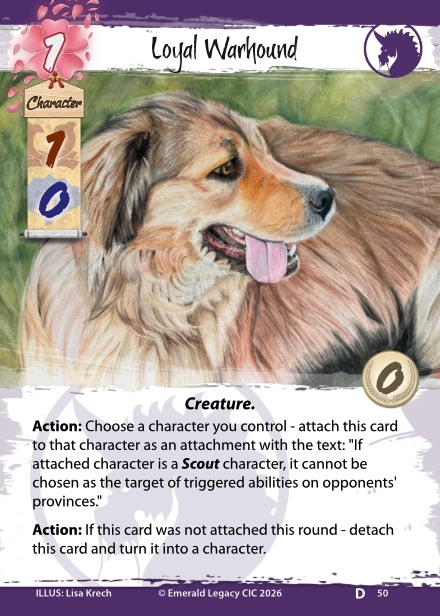 1
Loyal Warhound
Character
1
0
0
Creature.
Action: Choose a character you control - attach this card
to that character as an attachment with the text: "If
attached character is a Scout character, it cannot be
chosen as the target of triggered abilities on opponents'
provinces."
Action: If this card was not attached this round - detach
this card and turn it into a character.
ILLUS: Lisa Krech © Emerald Legacy CIC 2026 D 50